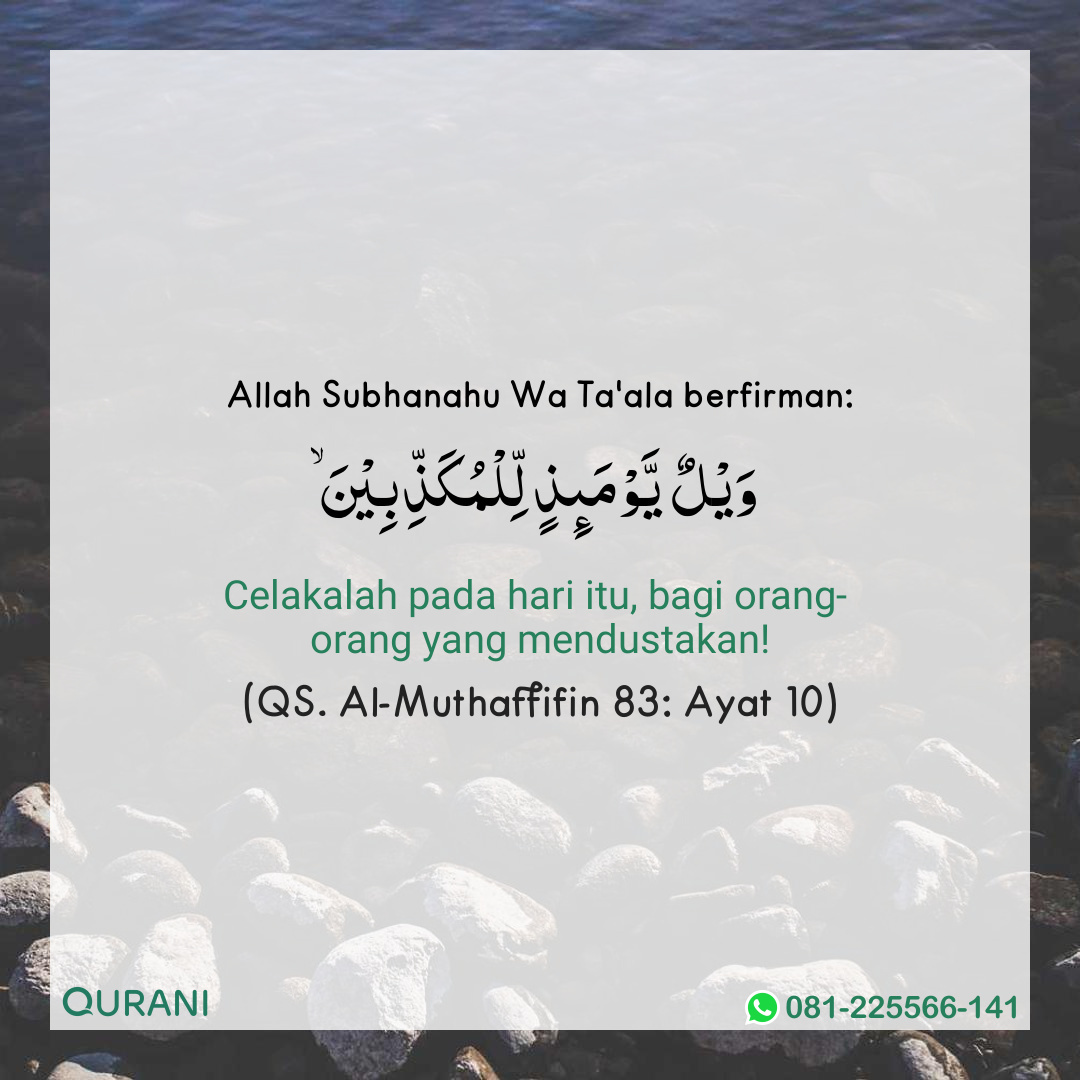 Allah Subhanahu Wa Ta'ala berfirman:
وَيْلٌ يَّوْمَىِٕذٍ لِّلْمُكَذِّبِيْنَۙ
Celakalah pada hari itu, bagi orang-
orang yang mendustakan!
(QS. Al-Muthaffifin 83: Ayat 10)
QURANI
081-225566-141